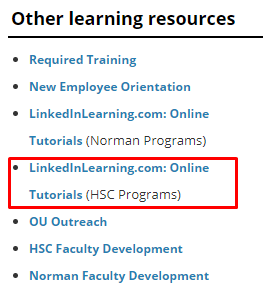 Other learning resources
Required Training
New Employee Orientation
LinkedInLearning.com: Online
Tutorials (Norman Programs)
LinkedInLearning.com: Online
Tutorials (HSC Programs)
OU Outreach
HSC Faculty Development
Norman Faculty Development